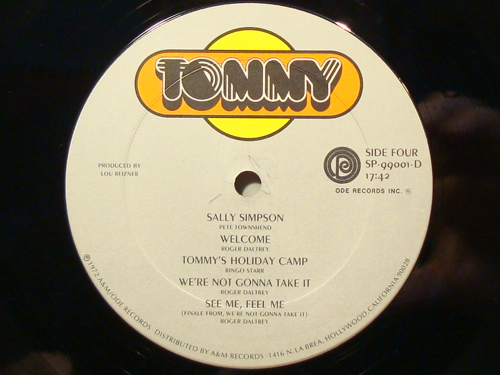 TOMMY
PRODUCED BY
LOU REIZNER
SIDE FOUR
SP-99001-D
17:42
ODE RECORDS INC. ®
SALLY SIMPSON
PETE TOWNSHEND
WELCOME
ROGER DALTREY
TOMMY'S HOLIDAY CAMP
RINGO STARR
WE'RE NOT GONNA TAKE IT
ROGER DALTREY
SEE ME, FEEL ME
(FINALE FROM, WE'RE NOT GONNA TAKE IT)
ROGER DALTREY
℗ 1972 A&M/ODE RECORDS DISTRIBUTED BY A&M RECORDS · 1416 N. LA BREA, HOLLYWOOD, CALIFORNIA 90028